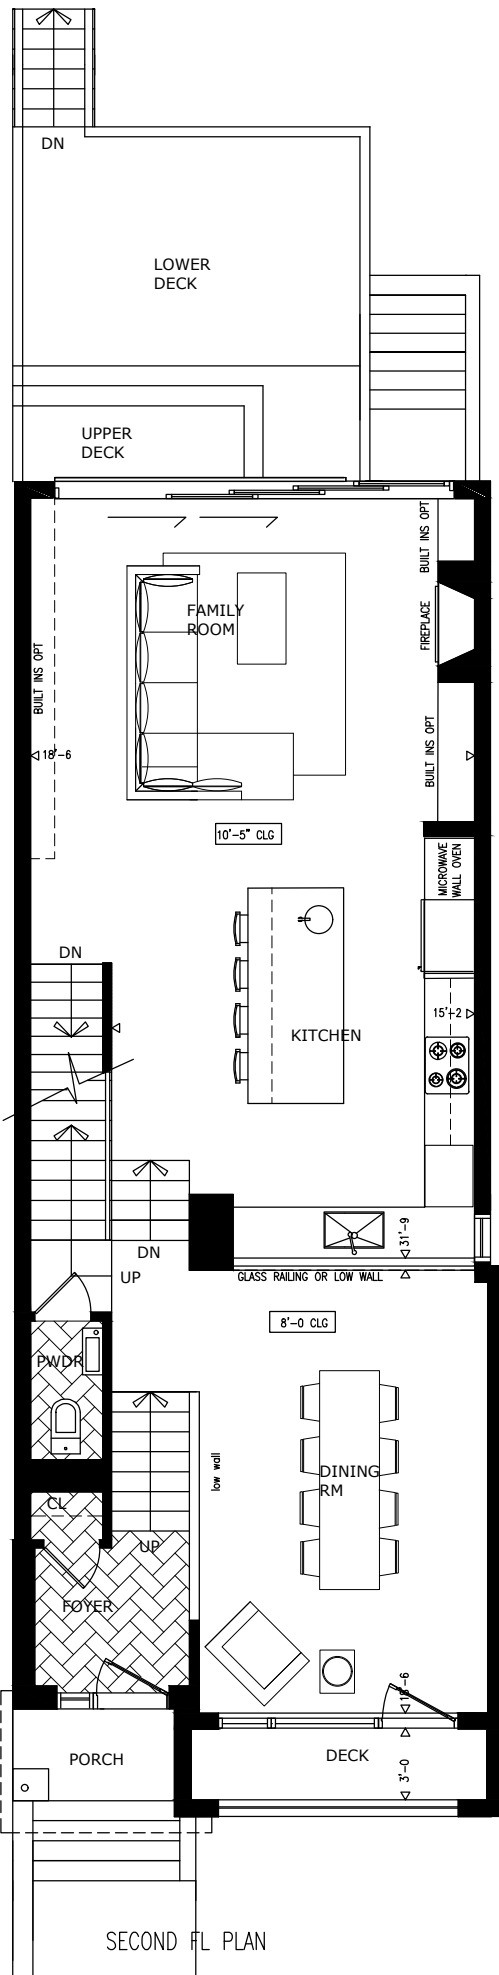 DN
LOWER
DECK
UPPER
DECK
BUILT INS OPT
FAMILY
ROOM
FIREPLACE
BUILT INS OPT
18'-6
BUILT INS OPT
10'-5" CLG
MICROWAVE
WALL OVEN
DN
15'-2
KITCHEN
DN
31'-9
UP
GLASS RAILING OR LOW WALL
8'-0 CLG
PWDR
low wall
DINING
RM
CL
UP
FOYER
18'-6
PORCH
DECK
3'-0
SECOND FL PLAN